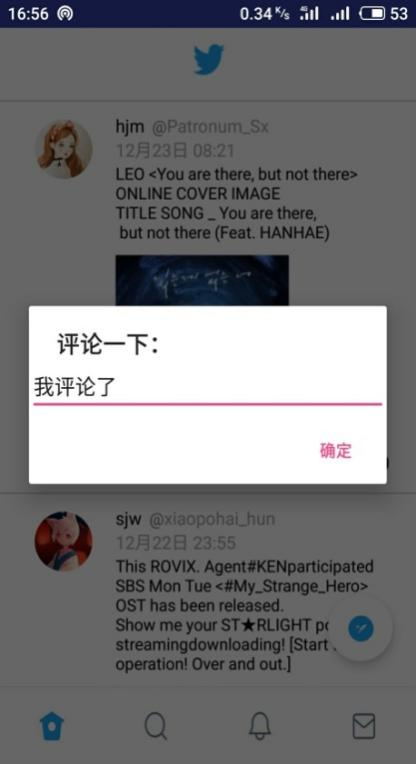 16:56
0.34 K/s
4G
53
hjm @Patronum_Sx
12月23日 08:21
LEO <You are there, but not there>
ONLINE COVER IMAGE
TITLE SONG _ You are there,
but not there (Feat. HANHAE)
评论一下：
我评论了
确定
sjw @xiaopohai_hun
12月22日 23:55
This ROVIX. Agent#KENparticipated
SBS Mon Tue <#My_Strange_Hero>
OST has been released.
Show me your ST★RLIGHT po
streamingdownloading! [Start
operation! Over and out.]